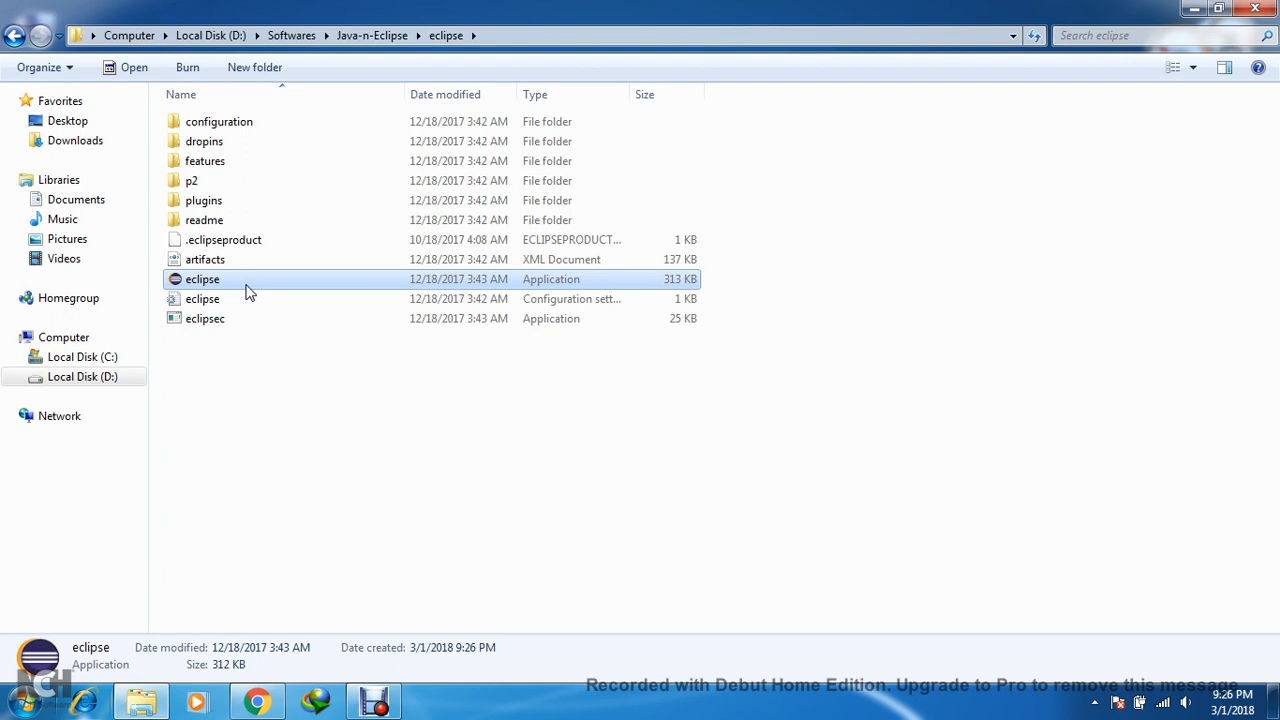 Computer Local Disk (D:) Softwares Java-n-Eclipse eclipse Search eclipse
Organize Open Burn New folder
Name Date modified Type Size
Favorites
Desktop
Downloads
Libraries
Documents
Music
Pictures
Videos
Homegroup
Computer
Local Disk (C:)
Local Disk (D:)
Network
configuration 12/18/2017 3:42 AM File folder
dropins 12/18/2017 3:42 AM File folder
features 12/18/2017 3:42 AM File folder
p2 12/18/2017 3:42 AM File folder
plugins 12/18/2017 3:42 AM File folder
readme 12/18/2017 3:42 AM File folder
.eclipseproduct 10/18/2017 4:08 AM ECLIPSEPRODUCT... 1 KB
artifacts 12/18/2017 3:42 AM XML Document 137 KB
eclipse 12/18/2017 3:43 AM Application 313 KB
eclipse 12/18/2017 3:42 AM Configuration sett... 1 KB
eclipsec 12/18/2017 3:43 AM Application 25 KB
eclipse Date modified: 12/18/2017 3:43 AM Date created: 3/1/2018 9:26 PM
Application Size: 312 KB
NCH
Software
Recorded with Debut Home Edition. Upgrade to Pro to remove this message
9:26 PM
3/1/2018